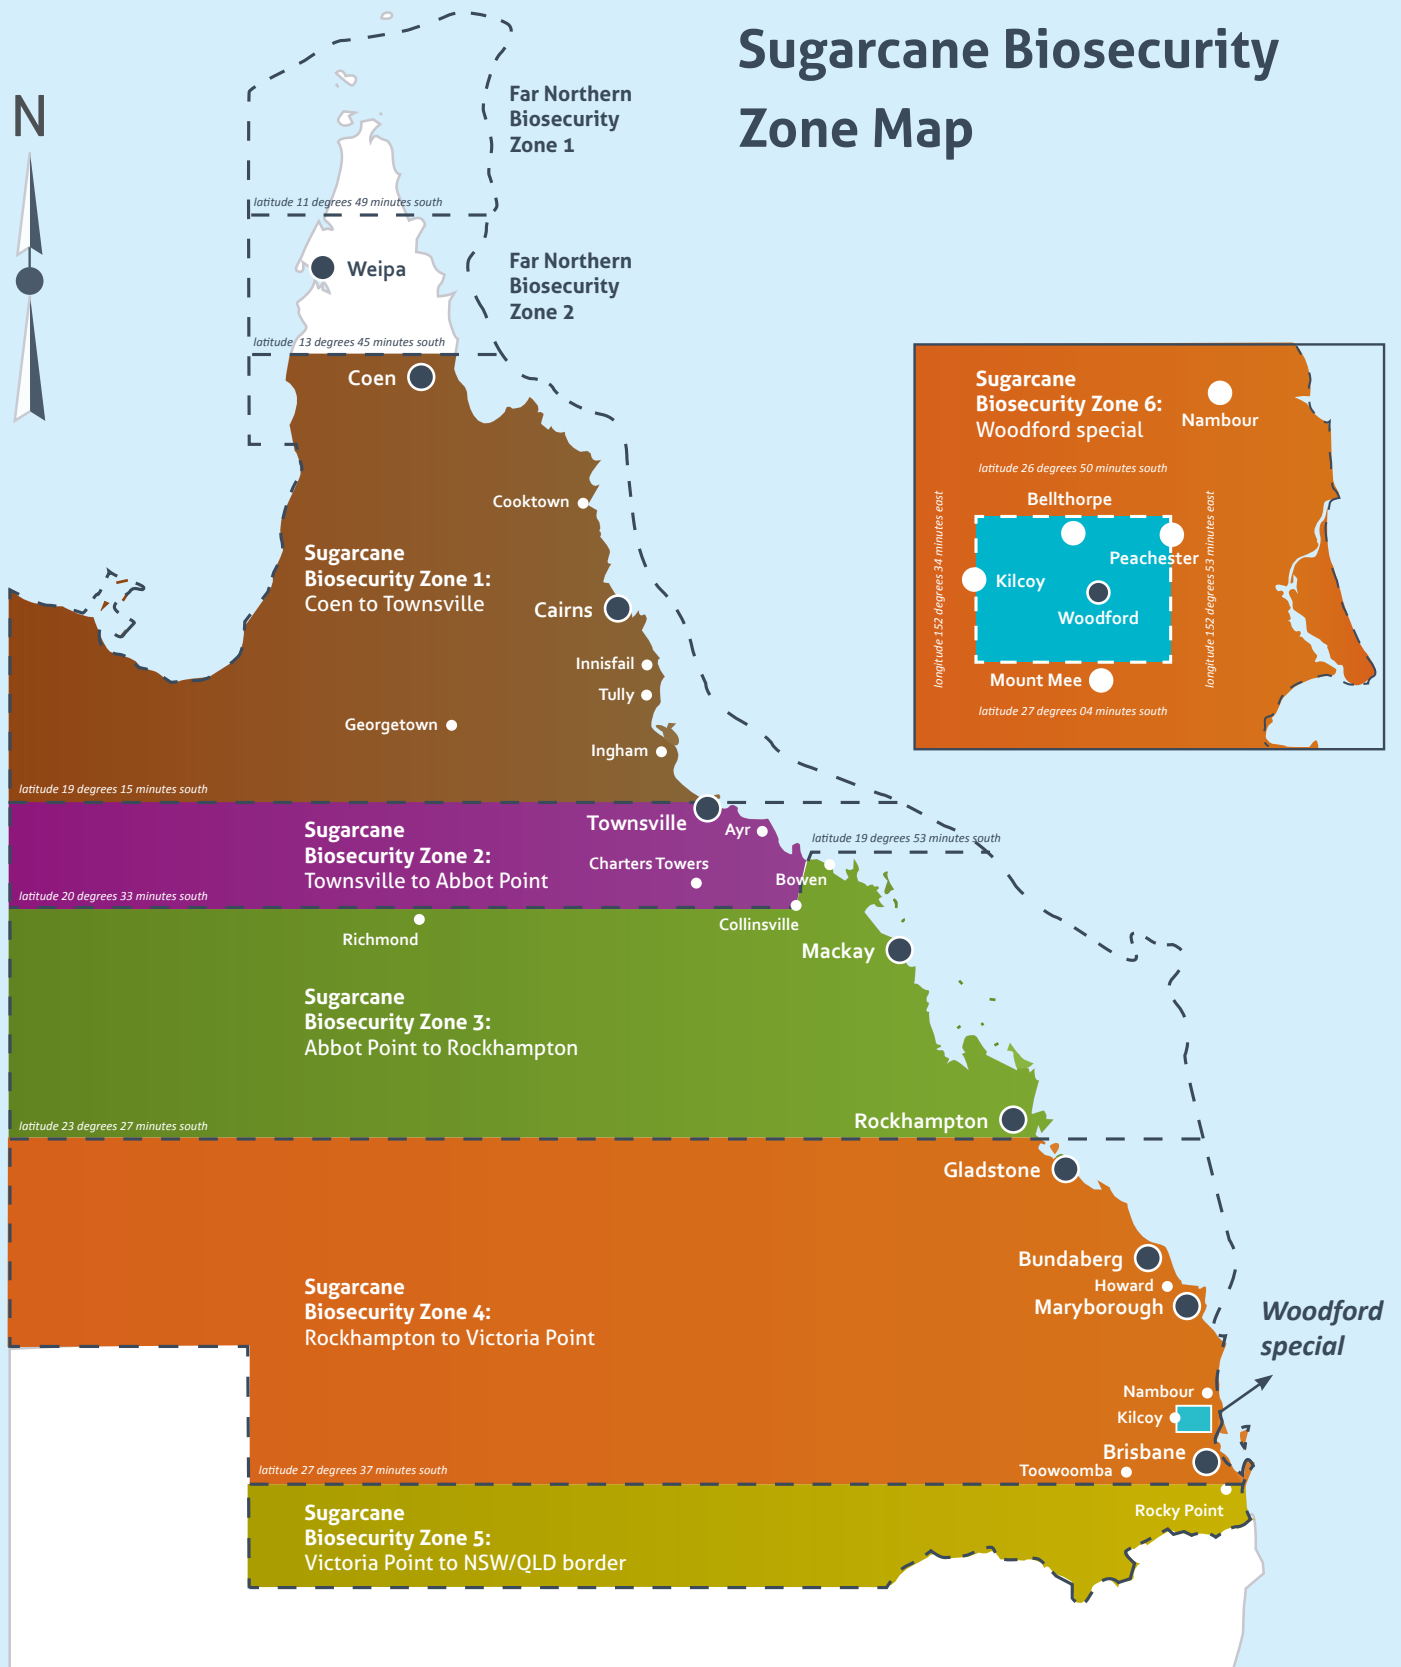 Sugarcane Biosecurity
Zone Map
N
Far Northern
Biosecurity
Zone 1
latitude 11 degrees 49 minutes south
Far Northern
Biosecurity
Zone 2
Weipa
latitude 13 degrees 45 minutes south
Coen
Cooktown
Sugarcane
Biosecurity Zone 1:
Coen to Townsville
Cairns
Innisfail
Tully
Georgetown
Ingham
latitude 19 degrees 15 minutes south
Sugarcane
Biosecurity Zone 6:
Woodford special
Nambour
latitude 26 degrees 50 minutes south
longitude 152 degrees 34 minutes east
longitude 152 degrees 53 minutes east
Bellthorpe
Peachester
Kilcoy
Woodford
Mount Mee
latitude 27 degrees 04 minutes south
Townsville
Ayr
latitude 19 degrees 53 minutes south
Sugarcane
Biosecurity Zone 2:
Townsville to Abbot Point
Charters Towers
Bowen
latitude 20 degrees 33 minutes south
Collinsville
Richmond
Mackay
Sugarcane
Biosecurity Zone 3:
Abbot Point to Rockhampton
Rockhampton
latitude 23 degrees 27 minutes south
Gladstone
Bundaberg
Howard
Maryborough
Sugarcane
Biosecurity Zone 4:
Rockhampton to Victoria Point
Woodford
special
Nambour
Kilcoy
Brisbane
Toowoomba
latitude 27 degrees 37 minutes south
Rocky Point
Sugarcane
Biosecurity Zone 5:
Victoria Point to NSW/QLD border